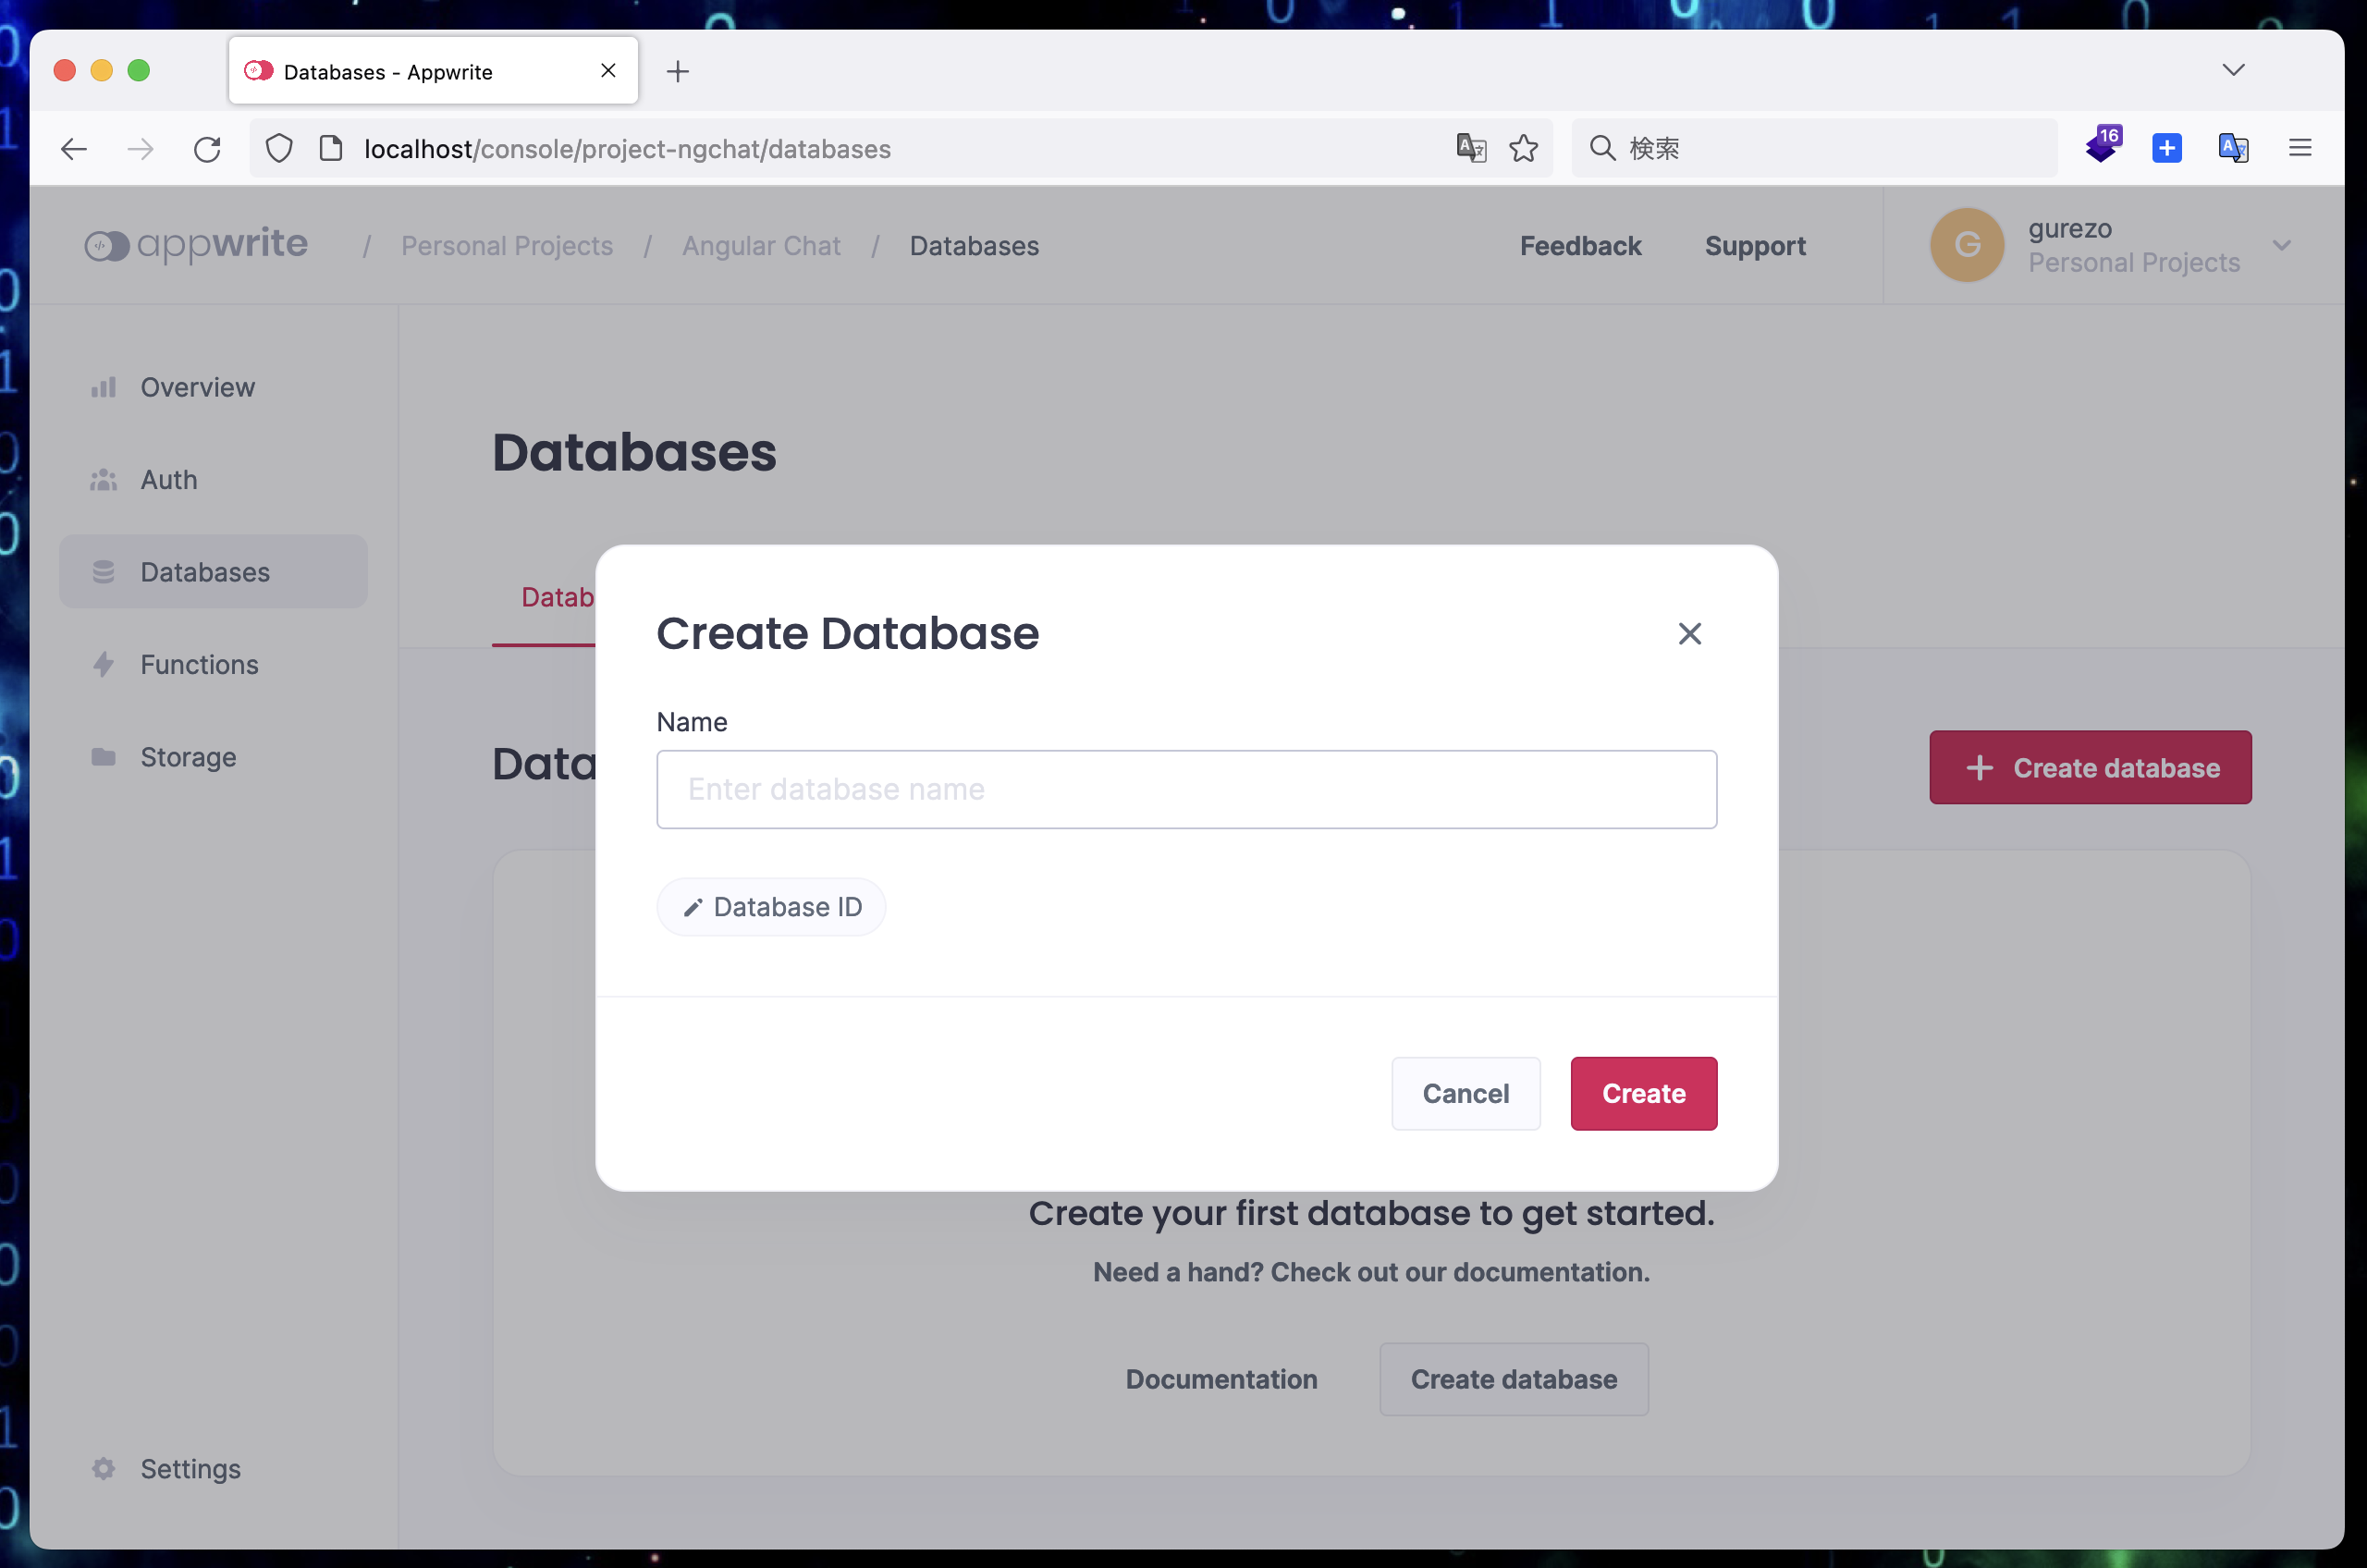 Databases - Appwrite
localhost/console/project-ngchat/databases
検索
16
appwrite / Personal Projects / Angular Chat / Databases
Feedback
Support
G
gurezo
Personal Projects
Overview
Auth
Databases
Functions
Storage
Settings
Databases
Datab
Data
Create database
Create Database
Name
Enter database name
Database ID
Cancel
Create
Create your first database to get started.
Need a hand? Check out our documentation.
Documentation
Create database